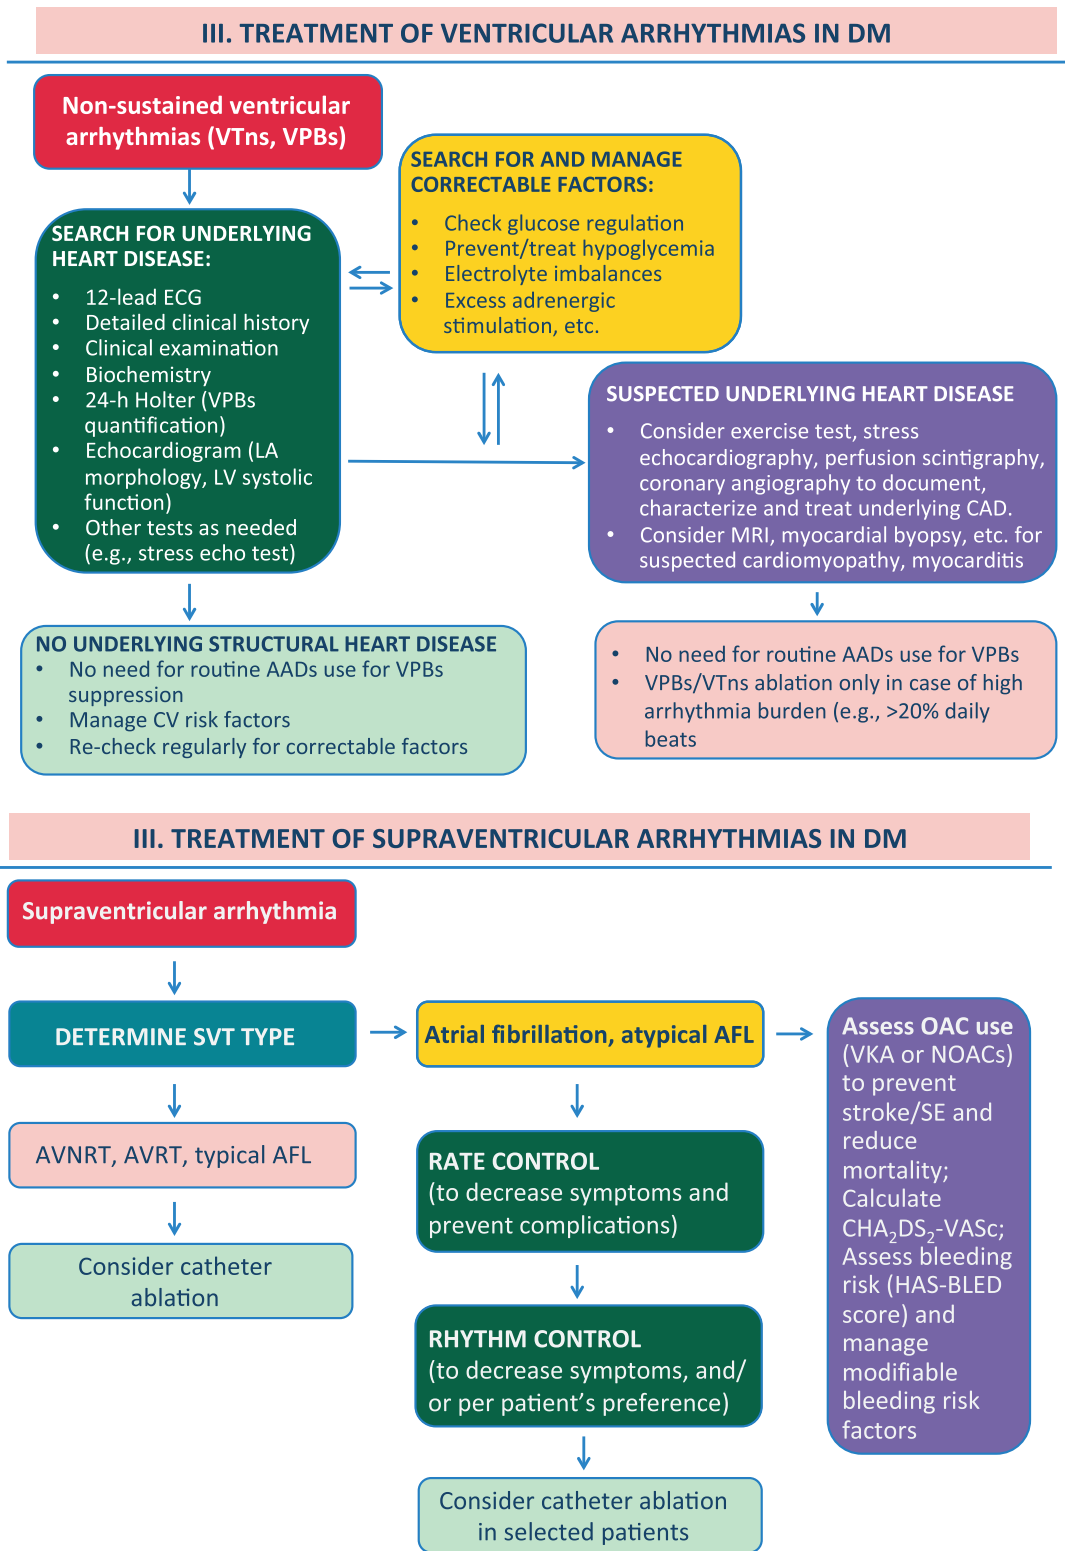 III. TREATMENT OF VENTRICULAR ARRHYTHMIAS IN DM
Non-sustained ventricular
arrhythmias (VTns, VPBs)
SEARCH FOR AND MANAGE
CORRECTABLE FACTORS:
• Check glucose regulation
• Prevent/treat hypoglycemia
• Electrolyte imbalances
• Excess adrenergic
stimulation, etc.
SEARCH FOR UNDERLYING
HEART DISEASE:
• 12-lead ECG
• Detailed clinical history
• Clinical examination
• Biochemistry
• 24-h Holter (VPBs
quantification)
• Echocardiogram (LA
morphology, LV systolic
function)
• Other tests as needed
(e.g., stress echo test)
SUSPECTED UNDERLYING HEART DISEASE
• Consider exercise test, stress
echocardiography, perfusion scintigraphy,
coronary angiography to document,
characterize and treat underlying CAD.
• Consider MRI, myocardial byopsy, etc. for
suspected cardiomyopathy, myocarditis
NO UNDERLYING STRUCTURAL HEART DISEASE
• No need for routine AADs use for VPBs
suppression
• Manage CV risk factors
• Re-check regularly for correctable factors
• No need for routine AADs use for VPBs
• VPBs/VTns ablation only in case of high
arrhythmia burden (e.g., >20% daily
beats
III. TREATMENT OF SUPRAVENTRICULAR ARRHYTHMIAS IN DM
Supraventricular arrhythmia
DETERMINE SVT TYPE
AVNRT, AVRT, typical AFL
Consider catheter
ablation
Atrial fibrillation, atypical AFL
RATE CONTROL
(to decrease symptoms and
prevent complications)
RHYTHM CONTROL
(to decrease symptoms, and/
or per patient’s preference)
Consider catheter ablation
in selected patients
Assess OAC use
(VKA or NOACs)
to prevent
stroke/SE and
reduce
mortality;
Calculate
CHA₂DS₂-VASc;
Assess bleeding
risk (HAS-BLED
score) and
manage
modifiable
bleeding risk
factors